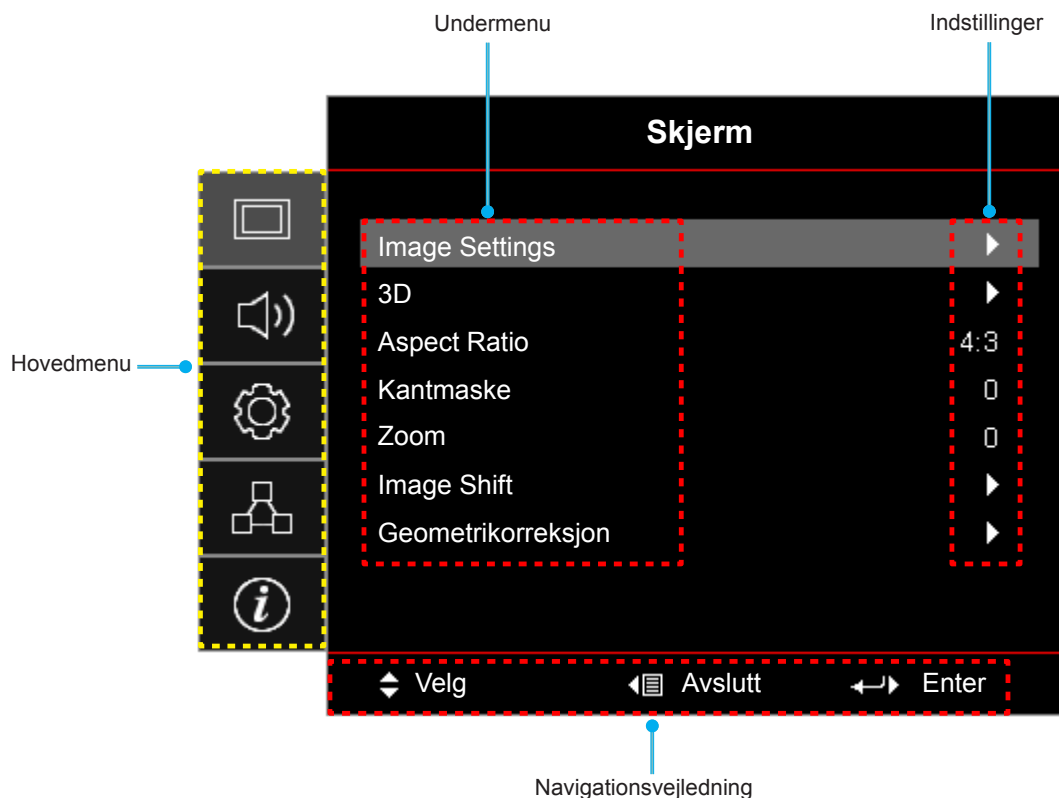 Undermenu
Indstillinger
Skjerm
Hovedmenu
Image Settings
3D
Aspect Ratio 4:3
Kantmaske 0
Zoom 0
Image Shift
Geometrikorreksjon
Velg Avslutt Enter
Navigationsvejledning